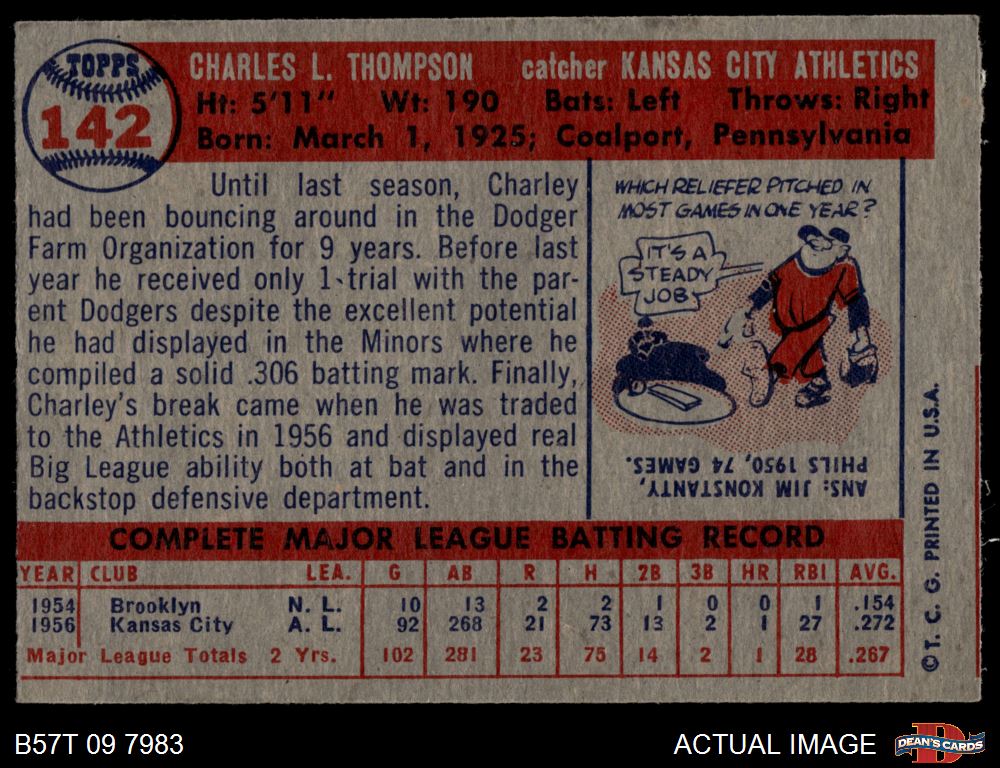 TOPPS
142
CHARLES L. THOMPSON catcher KANSAS CITY ATHLETICS
Ht: 5'11" Wt: 190 Bats: Left Throws: Right
Born: March 1, 1925; Coalport, Pennsylvania
Until last season, Charley
had been bouncing around in the Dodger
Farm Organization for 9 years. Before last
year he received only 1 trial with the par-
ent Dodgers despite the excellent potential
he had displayed in the Minors where he
compiled a solid .306 batting mark. Finally,
Charley's break came when he was traded
to the Athletics in 1956 and displayed real
Big League ability both at bat and in the
backstop defensive department.
WHICH RELIEFER PITCHED IN
MOST GAMES IN ONE YEAR?
IT'S A
STEADY
JOB
ANS: JIM KONSTANTY,
PHILS 1950, 74 GAMES.
COMPLETE MAJOR LEAGUE BATTING RECORD
YEAR CLUB LEA. G AB R H 2B 3B HR RBI AVG.
1954 Brooklyn N. L. 10 13 2 2 1 0 0 1 .154
1956 Kansas City A. L. 92 268 21 73 13 2 1 27 .272
Major League Totals 2 Yrs. 102 281 23 75 14 2 1 28 .267
© T. C. G. PRINTED IN U.S.A.
B57T 09 7983
ACTUAL IMAGE
D
DEAN'S CARDS